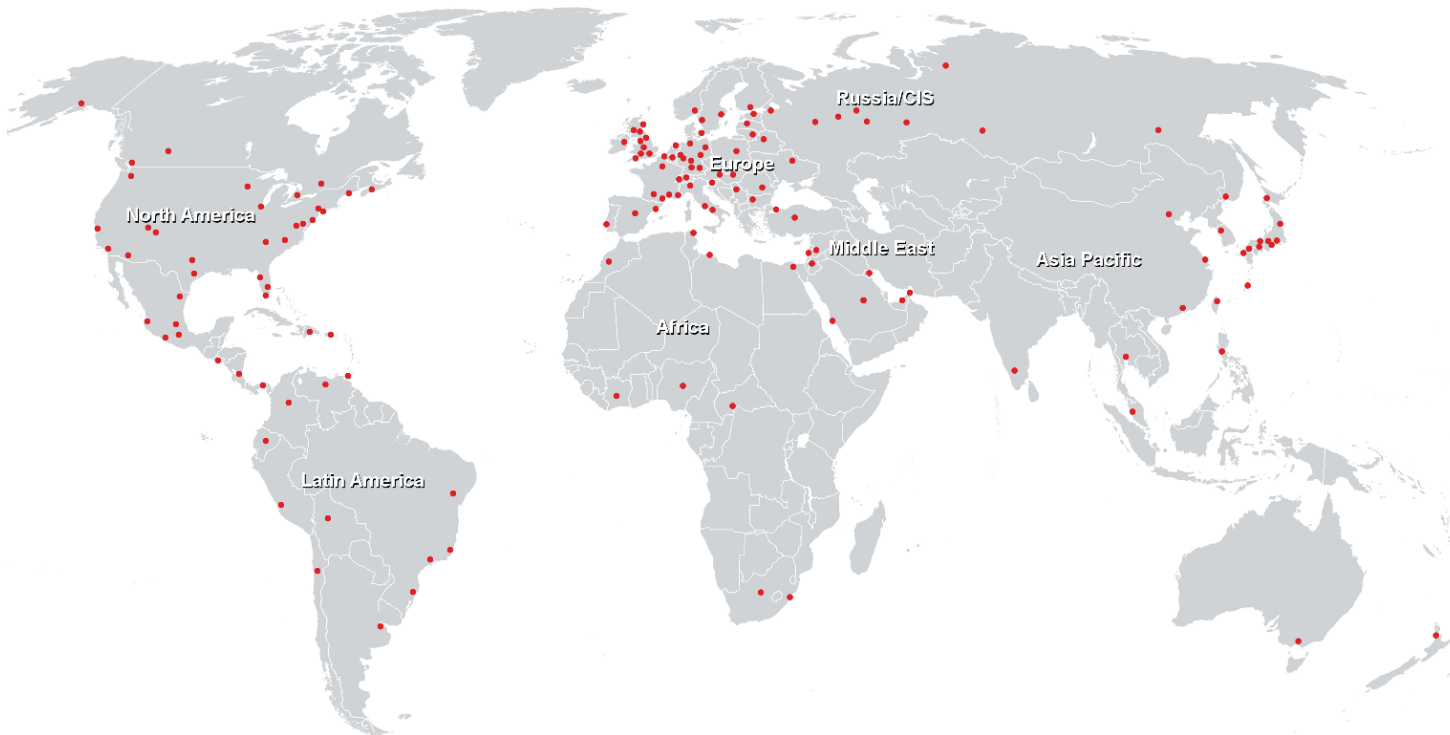 Russia/CIS
Europe
North America
Middle East
Asia Pacific
Africa
Latin America